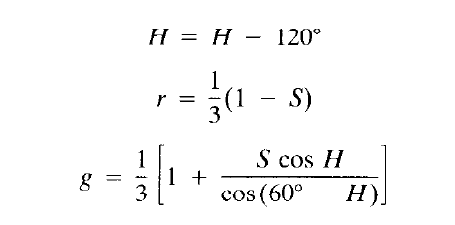 H = H − 120°
r = 1/3 (1 − S)
g = 1/3 [1 + S cos H / cos(60° H)]